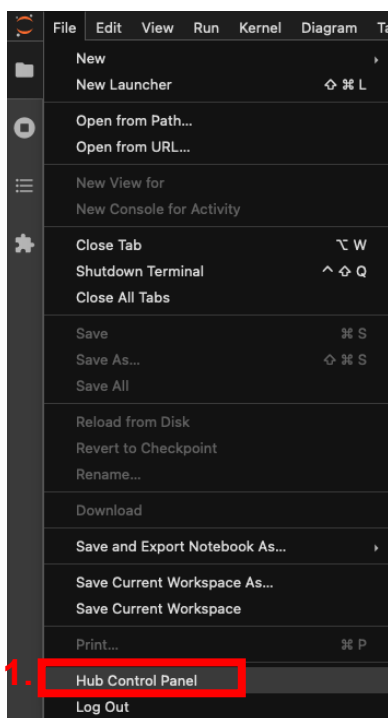 File Edit View Run Kernel Diagram Ta
New
New Launcher ⇧ ⌘ L
Open from Path...
Open from URL...
New View for
New Console for Activity
Close Tab ⌥ W
Shutdown Terminal ^ ⇧ Q
Close All Tabs
Save ⌘ S
Save As... ⇧ ⌘ S
Save All
Reload from Disk
Revert to Checkpoint
Rename...
Download
Save and Export Notebook As...
Save Current Workspace As...
Save Current Workspace
Print... ⌘ P
1. Hub Control Panel
Log Out